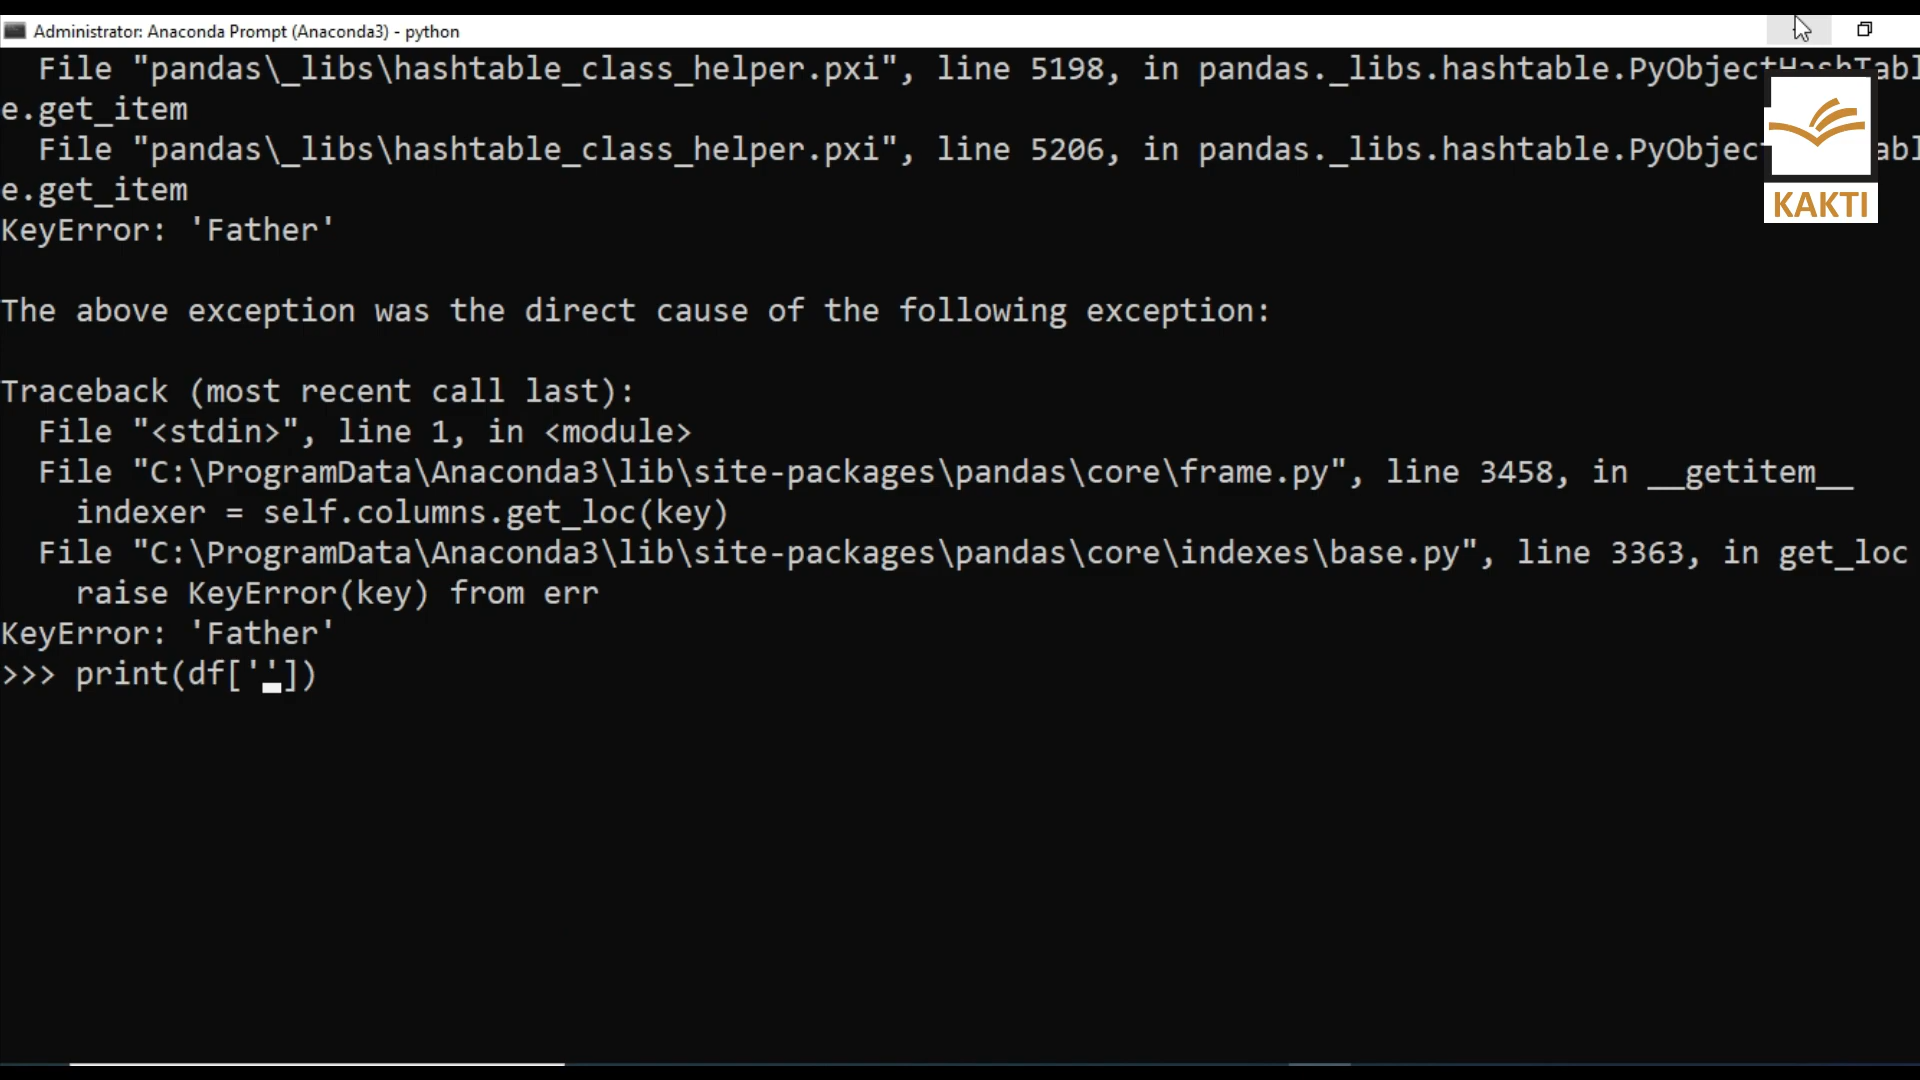 Administrator: Anaconda Prompt (Anaconda3) - python
  File "pandas\_libs\hashtable_class_helper.pxi", line 5198, in pandas._libs.hashtable.PyObjectHashTabl
e.get_item
  File "pandas\_libs\hashtable_class_helper.pxi", line 5206, in pandas._libs.hashtable.PyObject
e.get_item
KAKTI
KeyError: 'Father'
The above exception was the direct cause of the following exception:
Traceback (most recent call last):
  File "<stdin>", line 1, in <module>
  File "C:\ProgramData\Anaconda3\lib\site-packages\pandas\core\frame.py", line 3458, in __getitem__
    indexer = self.columns.get_loc(key)
  File "C:\ProgramData\Anaconda3\lib\site-packages\pandas\core\indexes\base.py", line 3363, in get_loc
    raise KeyError(key) from err
KeyError: 'Father'
>>> print(df[''])